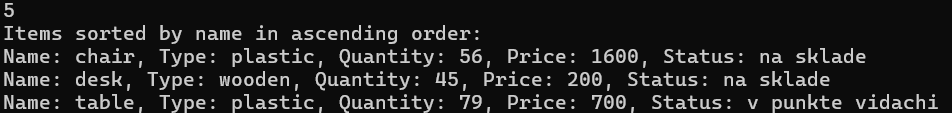 5
Items sorted by name in ascending order:
Name: chair, Type: plastic, Quantity: 56, Price: 1600, Status: na sklade
Name: desk, Type: wooden, Quantity: 45, Price: 200, Status: na sklade
Name: table, Type: plastic, Quantity: 79, Price: 700, Status: v punkte vidachi